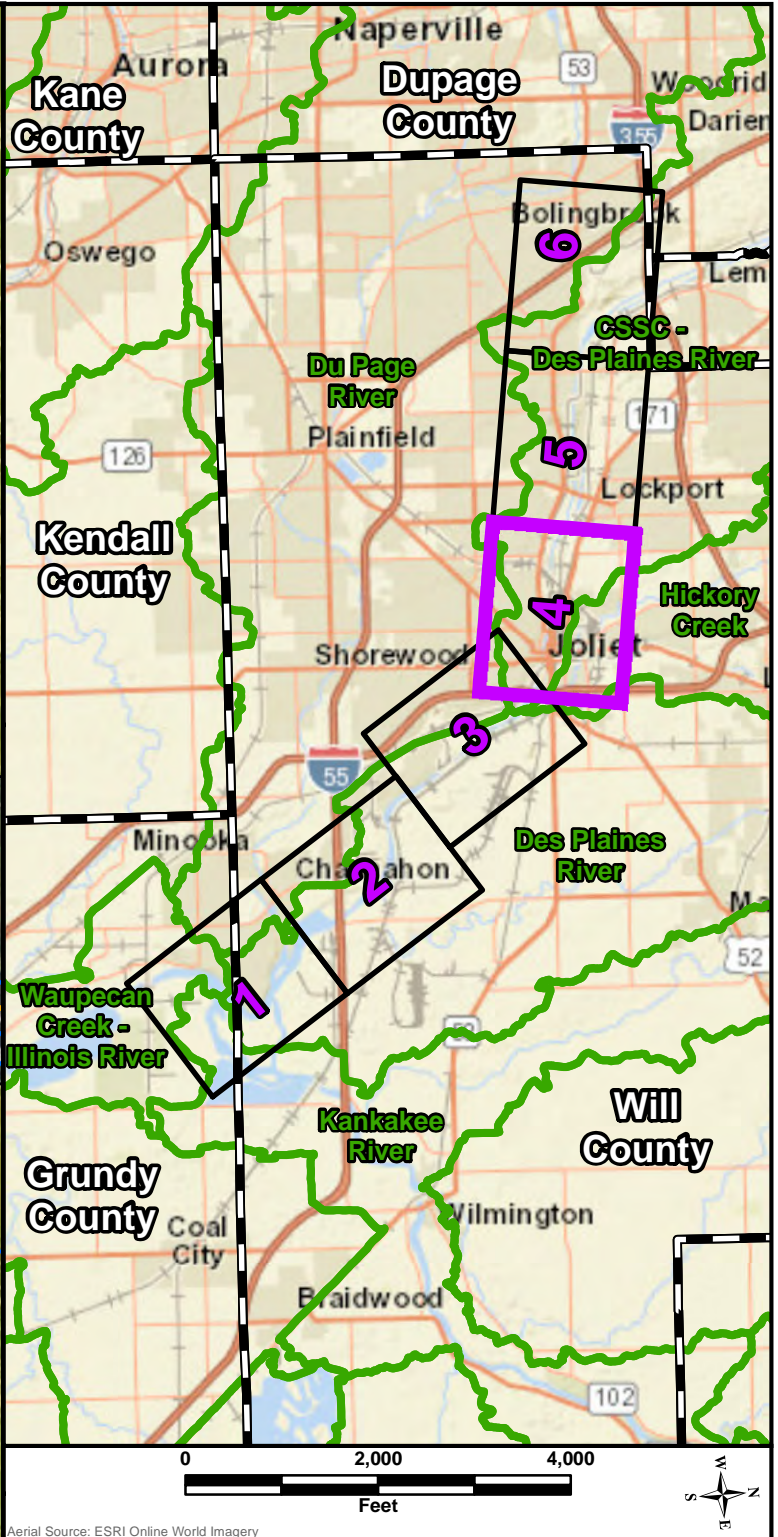 Naperville
Aurora
53
Kane
County
Dupage
County
Woodrid
Darien
355
Bolingbrook
6
Oswego
Lem
CSSC -
Des Plaines River
Du Page
River
171
Plainfield
126
5
Lockport
Kendall
County
4
Hickory
Creek
Joliet
Shorewood
3
55
Minooka
Des Plaines
River
Channahon
2
Ma
52
Waupecan
Creek -
Illinois River
1
53
Will
County
Kankakee
River
Grundy
County
Wilmington
Coal
City
Braidwood
102
0
2,000
4,000
Feet
W
N
S
E
Aerial Source: ESRI Online World Imagery